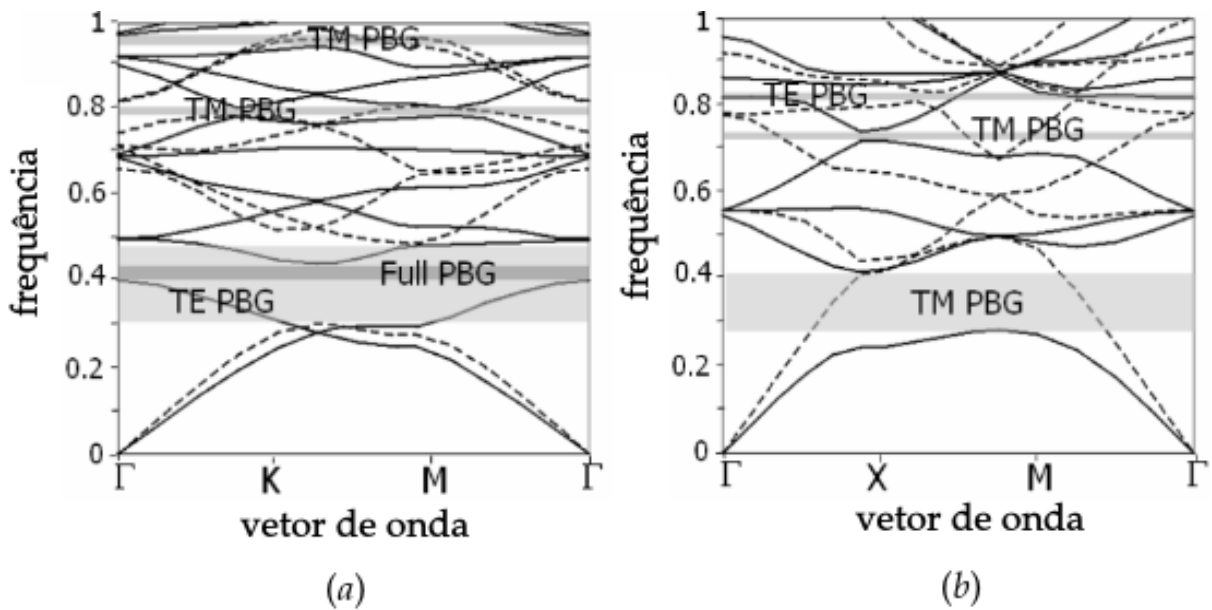 1
TM PBG
0.8
TM PBG
0.6
frequência
0.4
Full PBG
TE PBG
0.2
0
Γ K M Γ
vetor de onda
(a)
1
TE PBG
0.8
TM PBG
0.6
frequência
0.4
TM PBG
0.2
0
Γ X M Γ
vetor de onda
(b)